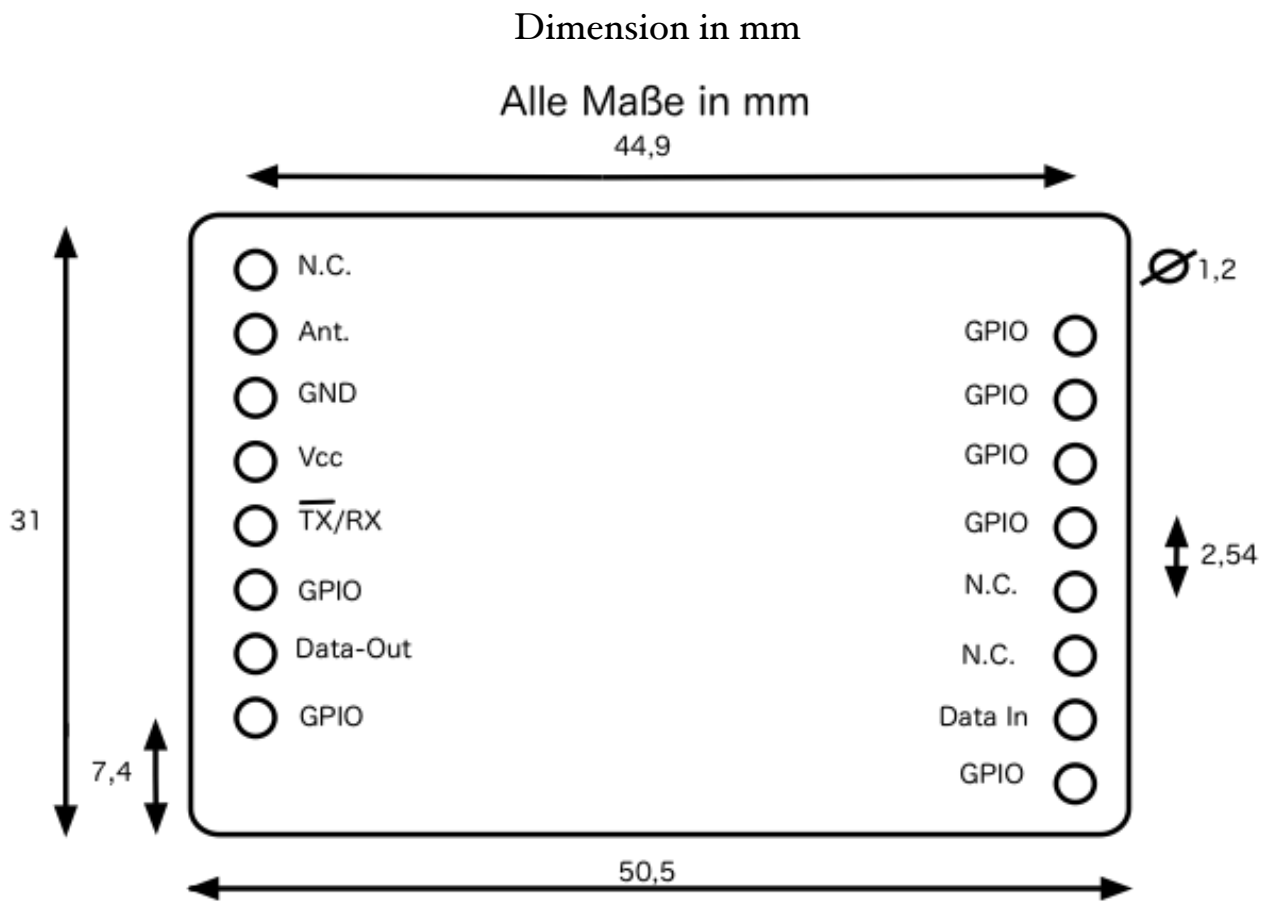 Dimension in mm
Alle Maße in mm
44,9
N.C.
1,2
Ant.
GPIO
GND
GPIO
Vcc
GPIO
31
TX/RX
GPIO
2,54
GPIO
N.C.
Data-Out
N.C.
GPIO
Data In
7,4
GPIO
50,5